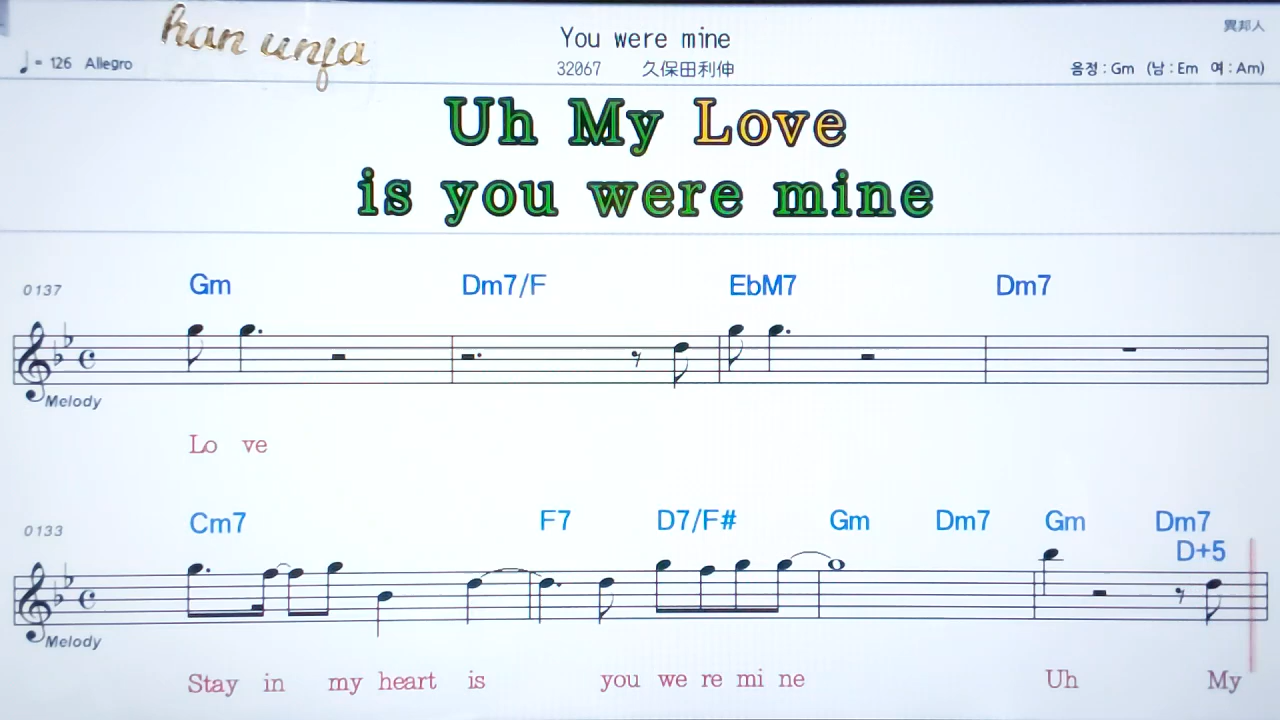 han unfa
You were mine
異邦人
♩= 126 Allegro
32067 久保田利伸
음정 : Gm (남 : Em 여 : Am)
Uh My Love
is you were mine
0137
Gm Dm7/F EbM7 Dm7
Melody
Lo ve
0133
Cm7 F7 D7/F# Gm Dm7 Gm Dm7
D+5
Melody
Stay in my heart is you we re mi ne Uh My